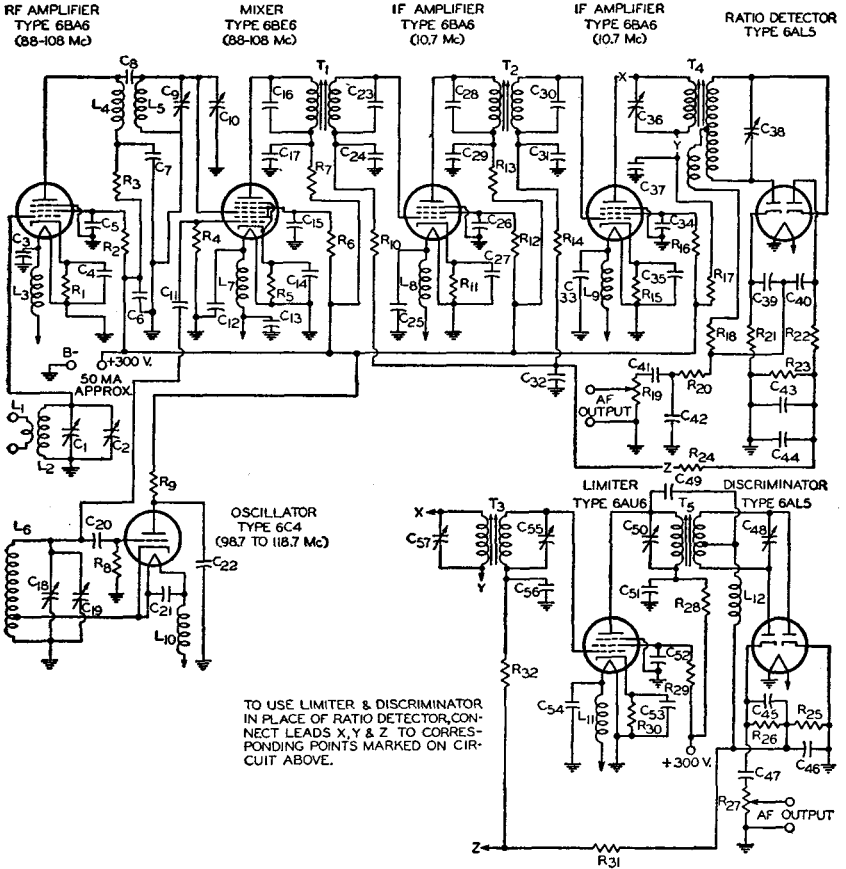 RF AMPLIFIER
TYPE 6BA6
(88-108 Mc)
MIXER
TYPE 6BE6
(88-108 Mc)
IF AMPLIFIER
TYPE 6BA6
(10.7 Mc)
IF AMPLIFIER
TYPE 6BA6
(10.7 Mc)
RATIO DETECTOR
TYPE 6AL5
C8
T1
T2
X
T4
L4
L5
C9
C10
C16
C23
C28
C30
C36
C38
C7
C17
C24
C29
C31
Y
R3
R7
R13
C37
C3
C5
R2
R4
C15
R6
R10
C26
R12
R14
C34
R16
R17
L3
C4
R1
C6
C11
L7
C12
R5
C14
C13
L8
C25
R11
C27
C33
L9
C35
R15
C39
C40
R18
R21
R22
B-
+300 V.
50 MA
APPROX.
C32
C41
R20
R23
R19
AF
OUTPUT
C42
C43
C44
L1
L2
C1
C2
R24
Z
R9
OSCILLATOR
TYPE 6C4
(98.7 TO 118.7 Mc)
L6
C20
R8
C18
C19
C21
L10
C22
LIMITER
TYPE 6AU6
C49
DISCRIMINATOR
TYPE 6AL5
X
T3
T5
C57
C55
C50
C48
Y
C56
C51
R28
L12
R32
C52
R29
C54
L11
C53
R30
C45
R26
R25
C46
+300 V.
C47
R27
AF OUTPUT
Z
R31
TO USE LIMITER & DISCRIMINATOR
IN PLACE OF RATIO DETECTOR, CON-
NECT LEADS X, Y & Z TO CORRES-
PONDING POINTS MARKED ON CIR-
CUIT ABOVE.